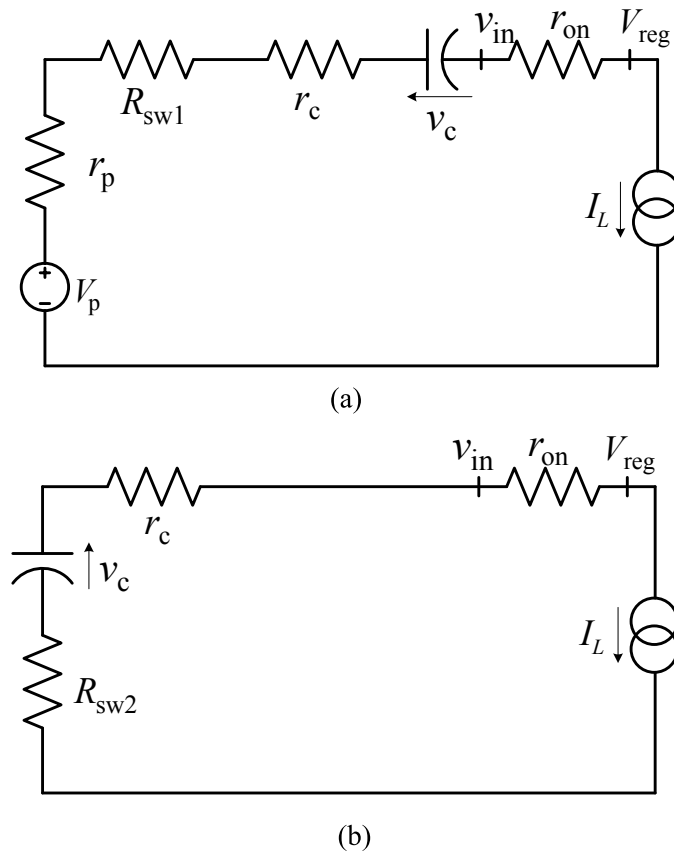 v_in r_on V_reg
R_sw1 r_c v_c
r_p I_L
+
V_p
−
(a)
v_in r_on V_reg
r_c
v_c
I_L
R_sw2
(b)